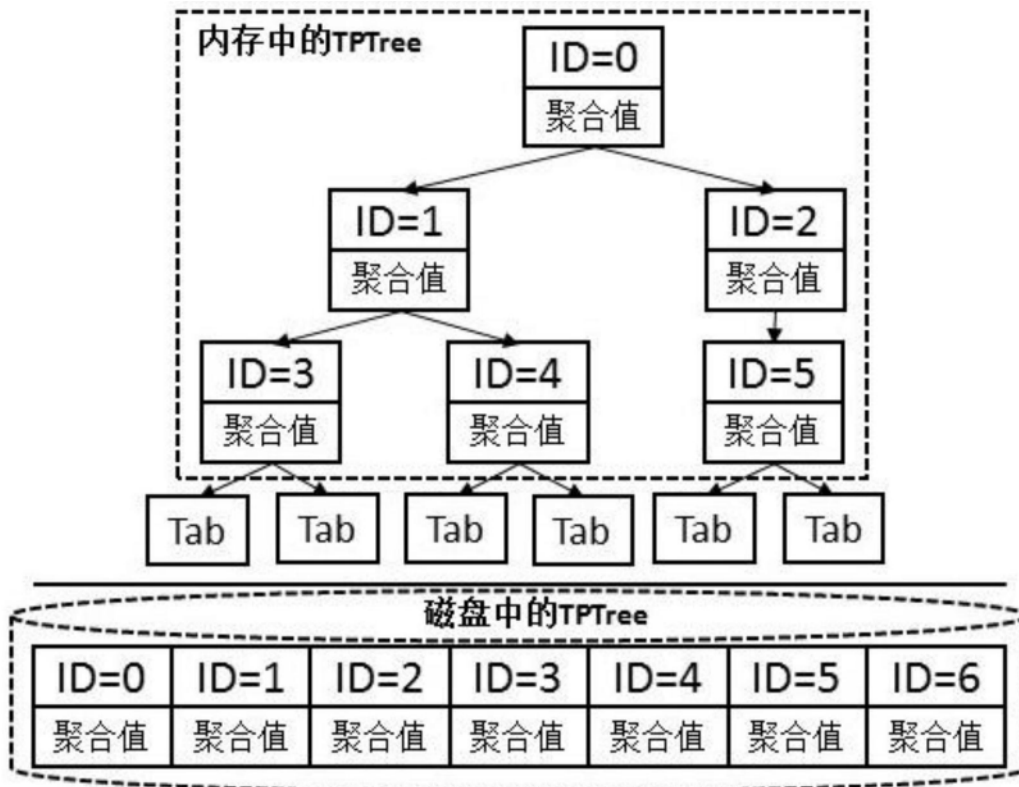 内存中的TPTree
ID=0
聚合值
ID=1 ID=2
聚合值 聚合值
ID=3 ID=4 ID=5
聚合值 聚合值 聚合值
Tab Tab Tab Tab Tab Tab
磁盘中的TPTree
ID=0 ID=1 ID=2 ID=3 ID=4 ID=5 ID=6
聚合值 聚合值 聚合值 聚合值 聚合值 聚合值 聚合值